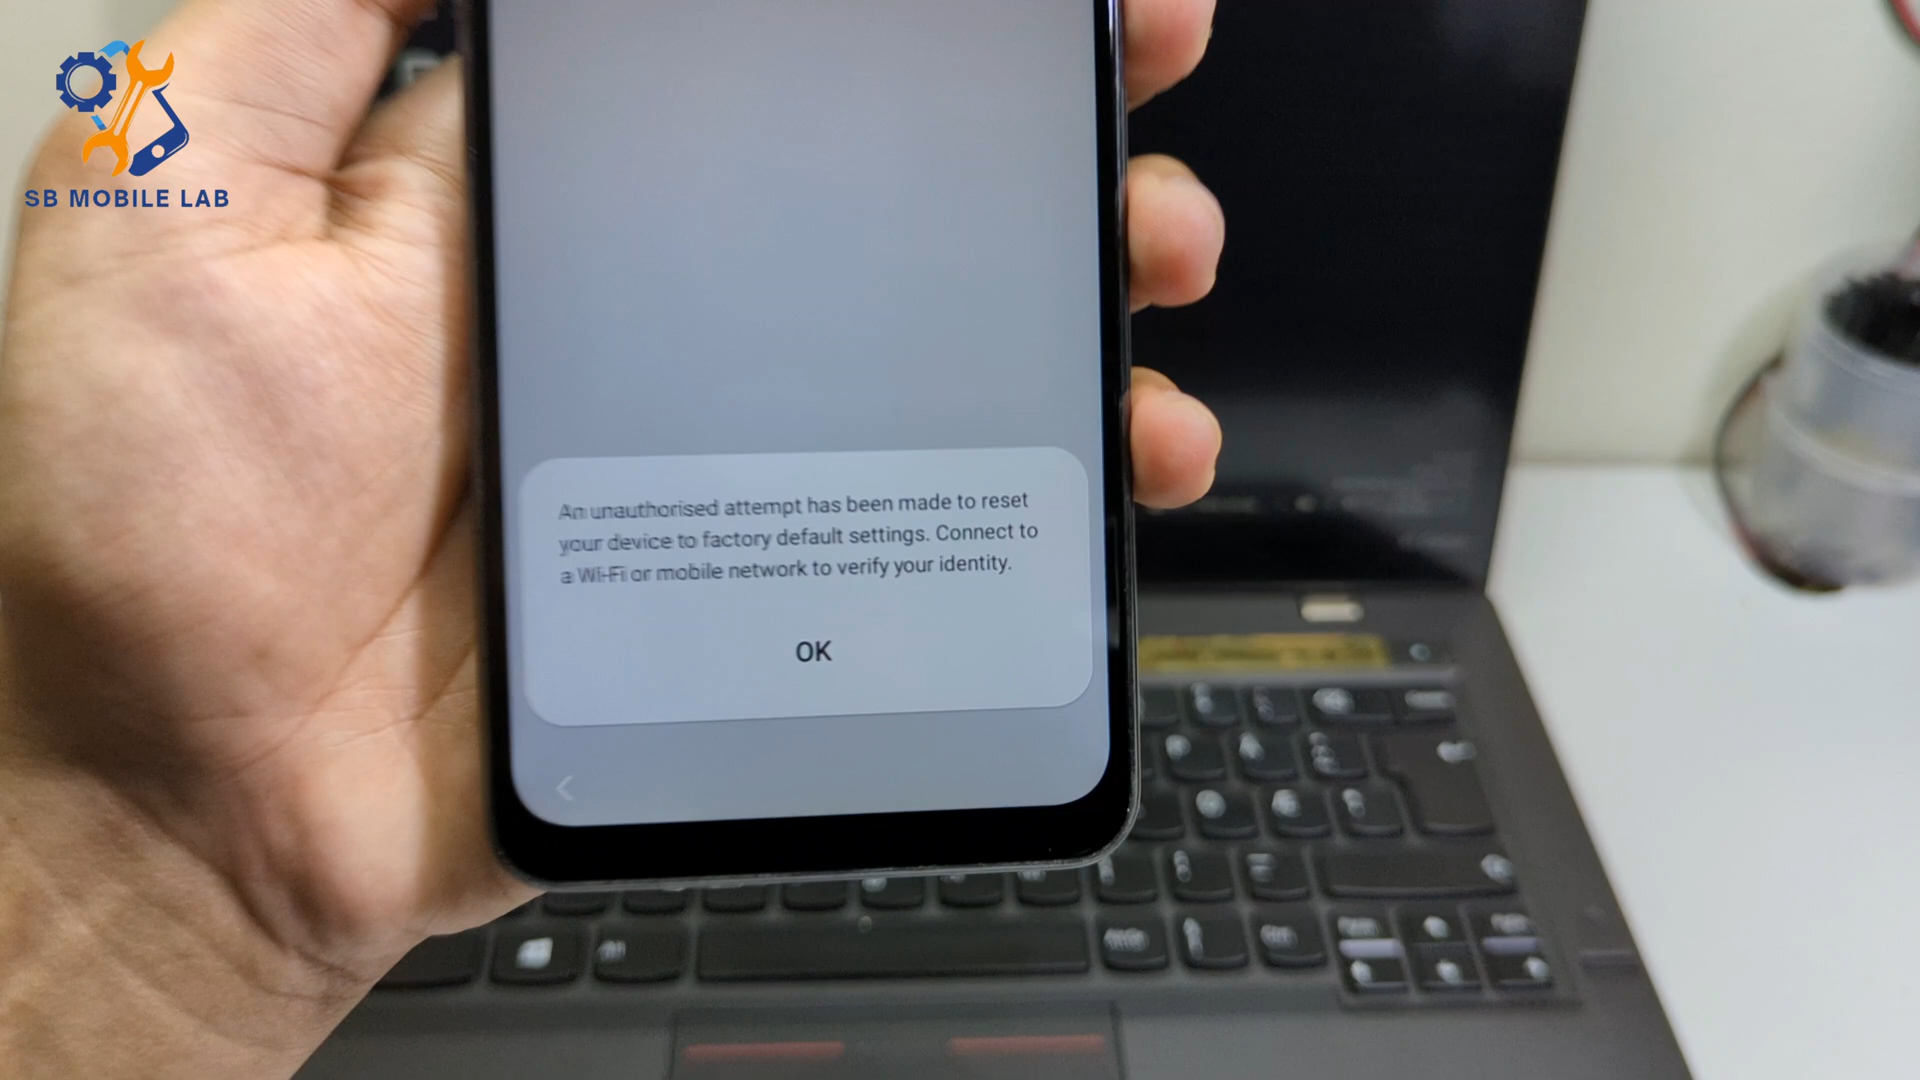 SB MOBILE LAB
An unauthorised attempt has been made to reset
your device to factory default settings. Connect to
a Wi-Fi or mobile network to verify your identity.
OK